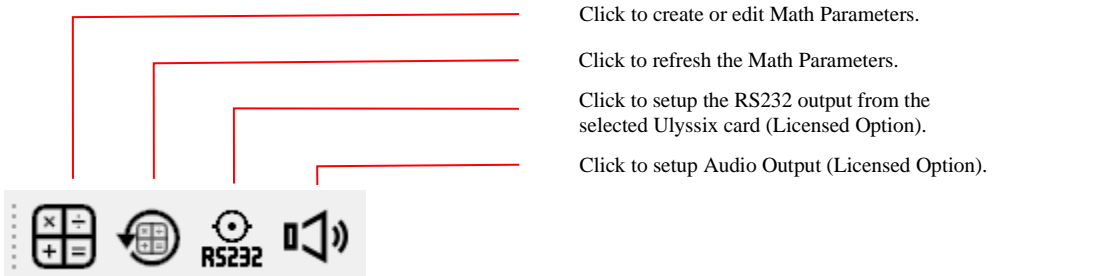 Click to create or edit Math Parameters.
Click to refresh the Math Parameters.
Click to setup the RS232 output from the
selected Ulyssix card (Licensed Option).
Click to setup Audio Output (Licensed Option).
RS232